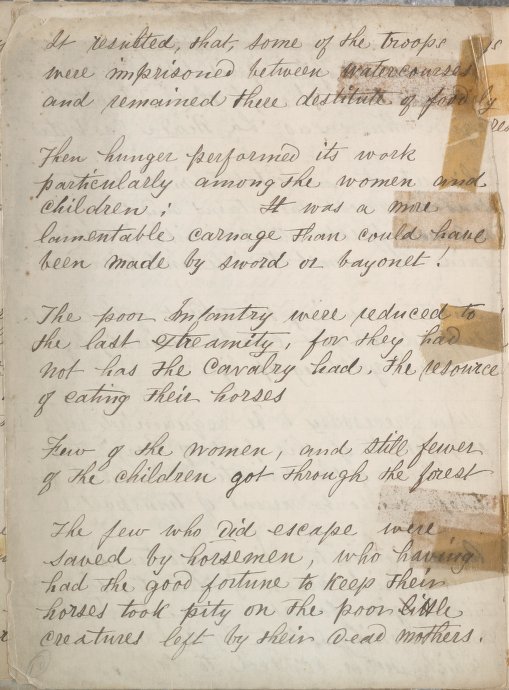 It resulted, that, some of the troops
were imprisoned between watercourses
and remained there destitute of food
Then hunger performed its work
particularly among the women and
children; It was a more
lamentable carnage than could have
been made by sword or bayonet!
The poor Infantry were reduced to
the last extreamity, for they had
not has the Cavalry had. the resource
of eating their horses
Few of the women, and still fewer
of the children got through the forest
The few who did escape were
saved by horsemen, who having
had the good fortune to keep their
horses took pity on the poor little
creatures left by their dead mothers.